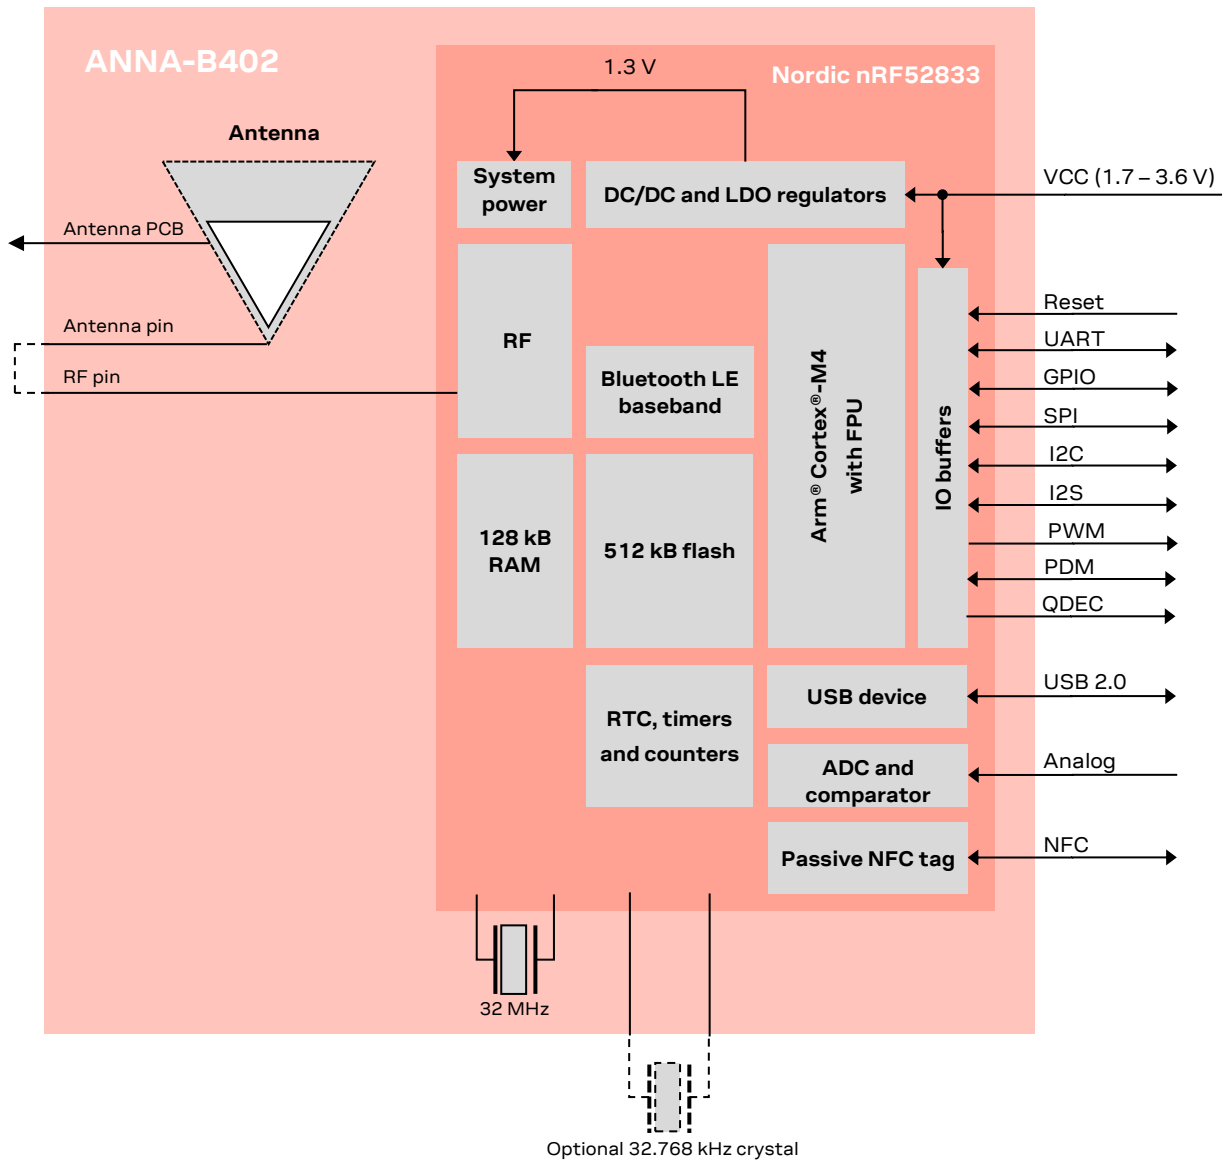 ANNA-B402
Nordic nRF52833
1.3 V
Antenna
System
power
DC/DC and LDO regulators
VCC (1.7 – 3.6 V)
Antenna PCB
Antenna pin
RF pin
RF
Bluetooth LE
baseband
Arm® Cortex®-M4
with FPU
IO buffers
Reset
UART
GPIO
SPI
I2C
I2S
PWM
PDM
QDEC
128 kB
RAM
512 kB flash
RTC, timers
and counters
USB device
USB 2.0
ADC and
comparator
Analog
Passive NFC tag
NFC
32 MHz
Optional 32.768 kHz crystal